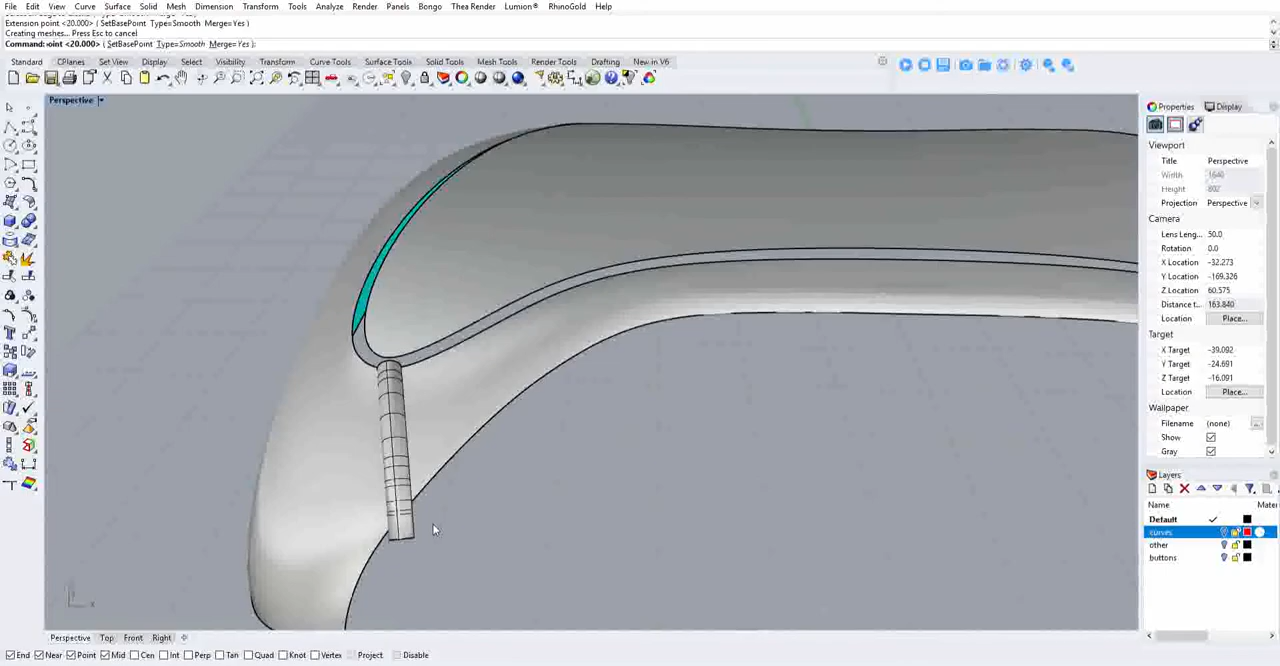 File Edit View Curve Surface Solid Mesh Dimension Transform Tools Analyze Render Panels Bongo Thea Render Lumion® RhinoGold Help
Extension point <20.000> ( SetBasePoint Type=Smooth Merge=Yes ):
Creating meshes... Press Esc to cancel
Command: oint <20.000> ( SetBasePoint Type=Smooth Merge=Yes ):
Standard CPlanes Set View Display Select Viewport Layout Visibility Transform Curve Tools Surface Tools Solid Tools Mesh Tools Render Tools Drafting New in V6
Perspective
Properties Display
Viewport
Title Perspective
Width 1640
Height 802
Projection Perspective
Camera
Lens Leng... 50.0
Rotation 0.0
X Location -32.273
Y Location -169.326
Z Location 60.575
Distance t... 163.840
Location Place...
Target
X Target -39.092
Y Target -24.691
Z Target -16.091
Location Place...
Wallpaper
Filename (none)
Show
Gray
Layers
Name Mater
Default
curves
other
buttons
x
Perspective Top Front Right
End Near Point Mid Cen Int Perp Tan Quad Knot Vertex Project Disable